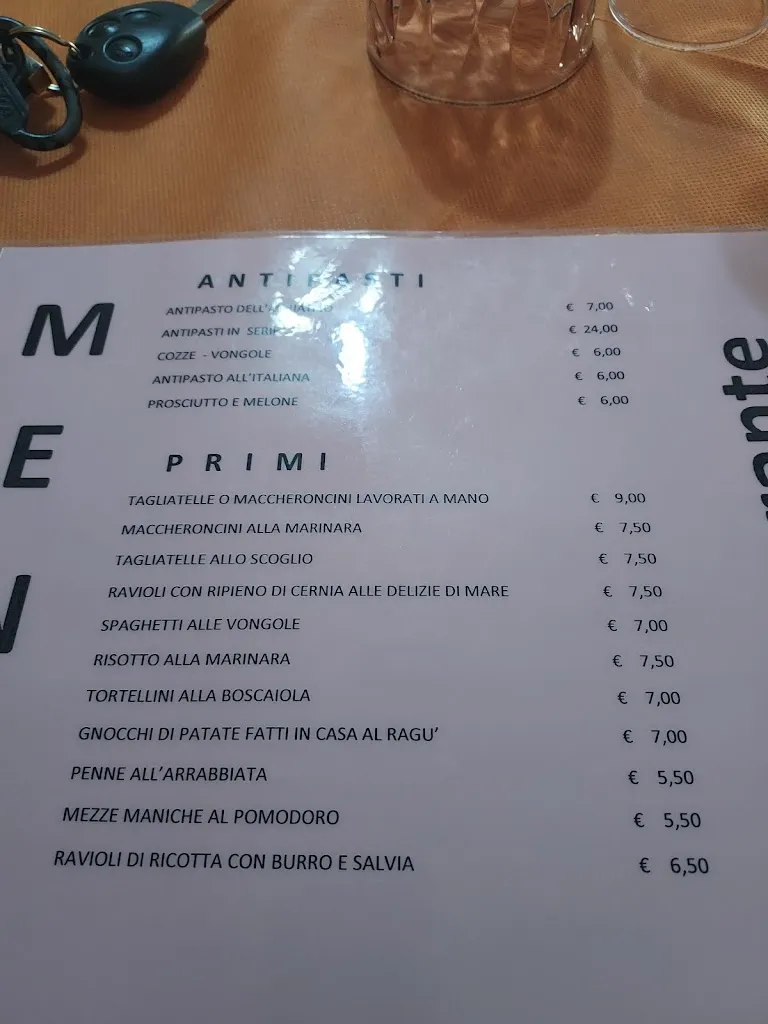 ANTIPASTI
ANTIPASTO DELL' € 7,00
ANTIPASTI IN € 24,00
COZZE - VONGOLE € 6,00
ANTIPASTO ALL'ITALIANA € 6,00
PROSCIUTTO E MELONE € 6,00
M
E
N
PRIMI
TAGLIATELLE O MACCHERONCINI LAVORATI A MANO € 9,00
MACCHERONCINI ALLA MARINARA € 7,50
TAGLIATELLE ALLO SCOGLIO € 7,50
RAVIOLI CON RIPIENO DI CERNIA ALLE DELIZIE DI MARE € 7,50
SPAGHETTI ALLE VONGOLE € 7,00
RISOTTO ALLA MARINARA € 7,50
TORTELLINI ALLA BOSCAIOLA € 7,00
GNOCCHI DI PATATE FATTI IN CASA AL RAGU' € 7,00
PENNE ALL'ARRABBIATA € 5,50
MEZZE MANICHE AL POMODORO € 5,50
RAVIOLI DI RICOTTA CON BURRO E SALVIA € 6,50